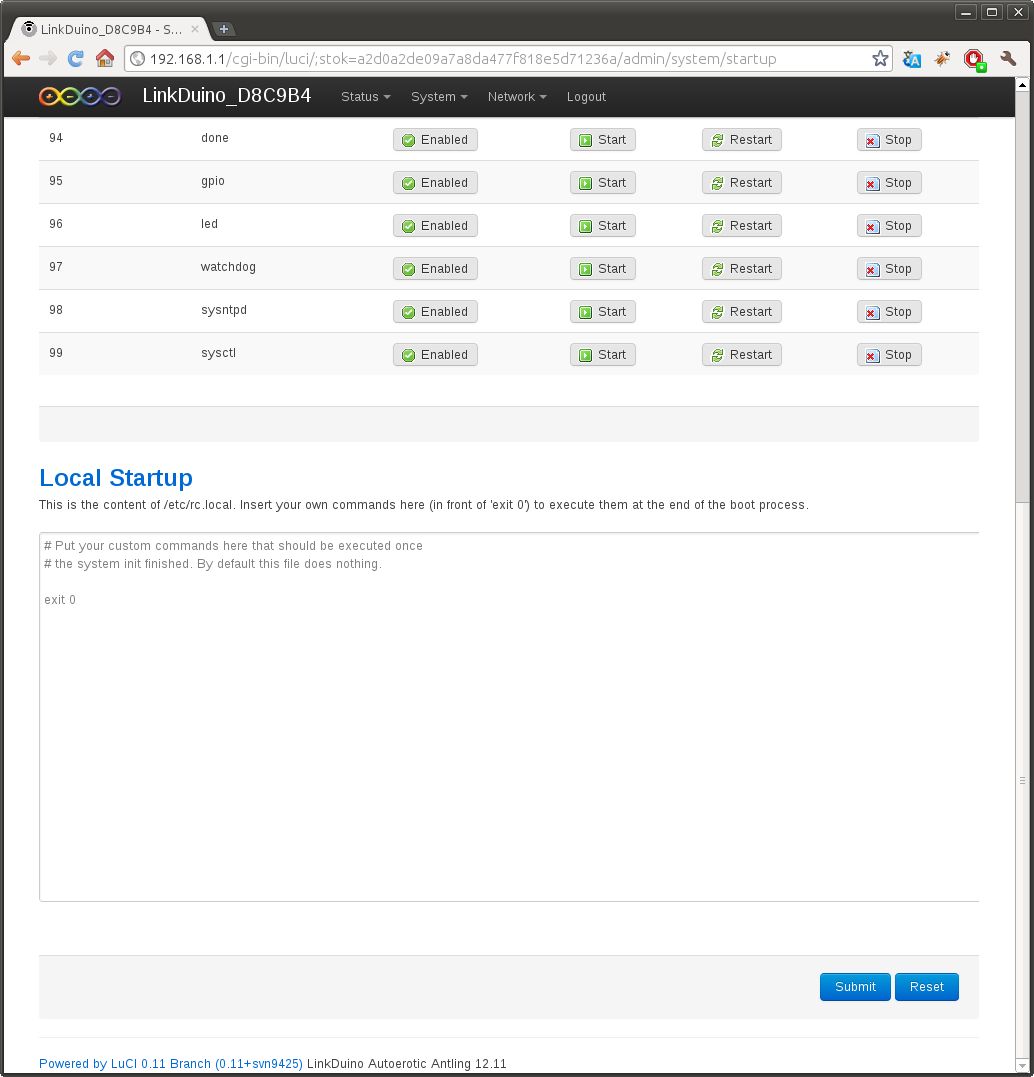 LinkDuino_D8C9B4 - S...
192.168.1.1/cgi-bin/luci/;stok=a2d0a2de09a7a8da477f818e5d71236a/admin/system/startup
LinkDuino_D8C9B4 Status System Network Logout
94 done Enabled Start Restart Stop
95 gpio Enabled Start Restart Stop
96 led Enabled Start Restart Stop
97 watchdog Enabled Start Restart Stop
98 sysntpd Enabled Start Restart Stop
99 sysctl Enabled Start Restart Stop
Local Startup
This is the content of /etc/rc.local. Insert your own commands here (in front of 'exit 0') to execute them at the end of the boot process.
# Put your custom commands here that should be executed once
# the system init finished. By default this file does nothing.
exit 0
Submit Reset
Powered by LuCI 0.11 Branch (0.11+svn9425) LinkDuino Autoerotic Antling 12.11